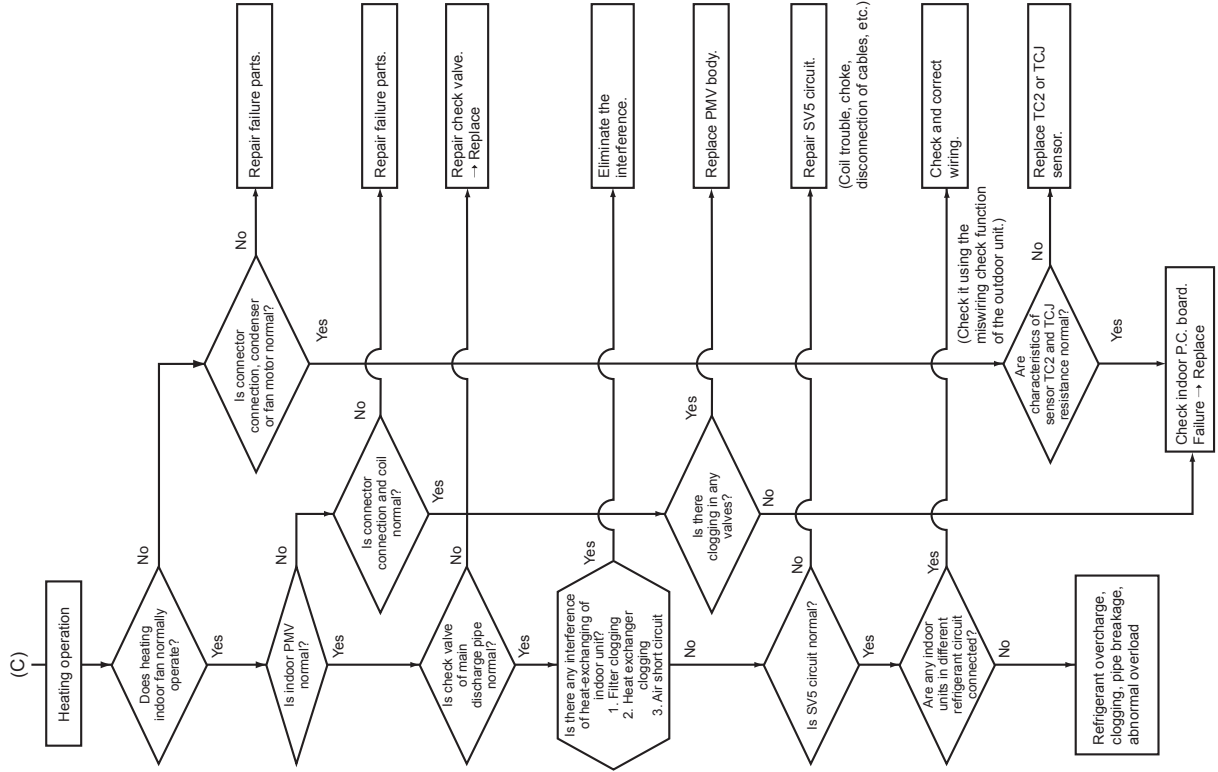 (C)
Heating operation
Does heating
indoor fan normally
operate?
No
Yes
Is connector
connection, condenser
or fan motor normal?
No
Yes
Repair failure parts.
Is indoor PMV
normal?
No
Yes
Is connector
connection and coil
normal?
No
Yes
Repair failure parts.
Is check valve
of main
discharge pipe
normal?
No
Yes
Repair check valve.
→ Replace
Is there any interference
of heat-exchanging of
indoor unit?
1. Filter clogging
2. Heat exchanger
clogging
3. Air short circuit
Yes
No
Eliminate the
interference.
Is there
clogging in any
valves?
Yes
No
Replace PMV body.
Is SV5 circuit normal?
No
Yes
Repair SV5 circuit.
(Coil trouble, choke,
disconnection of cables, etc.)
Are any indoor
units in different
refrigerant circuit
connected?
Yes
No
Check and correct
wiring.
(Check it using the
miswiring check function
of the outdoor unit.)
Are
characteristics of
sensor TC2 and TCJ
resistance normal?
No
Yes
Replace TC2 or TCJ
sensor.
Refrigerant overcharge,
clogging, pipe breakage,
abnormal overload
Check indoor P.C. board.
Failure → Replace